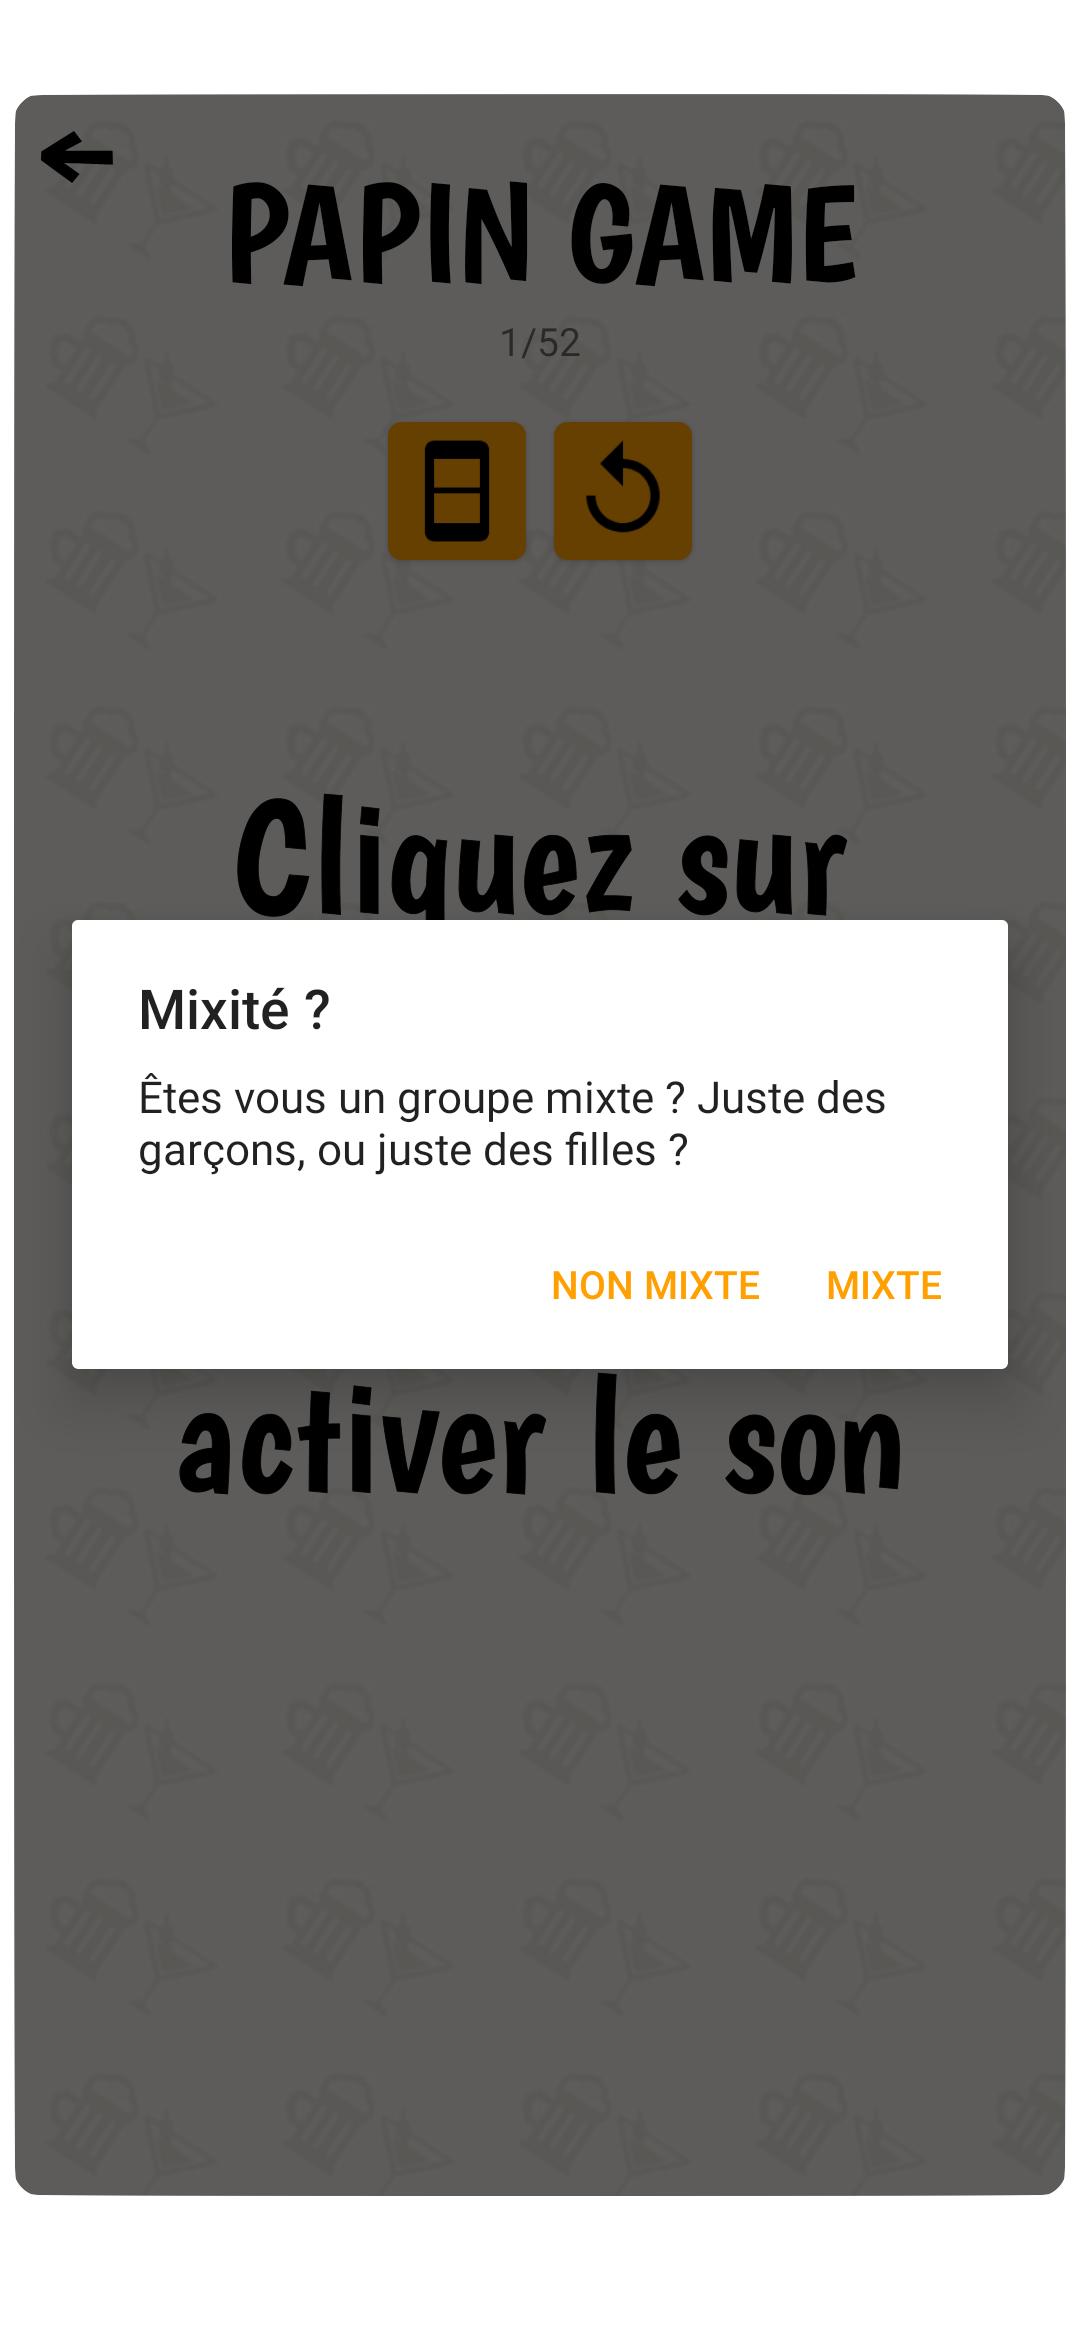 PAPIN GAME
1/52
Cliquez sur
Mixité ?
Êtes vous un groupe mixte ? Juste des
garçons, ou juste des filles ?
NON MIXTE MIXTE
activer le son